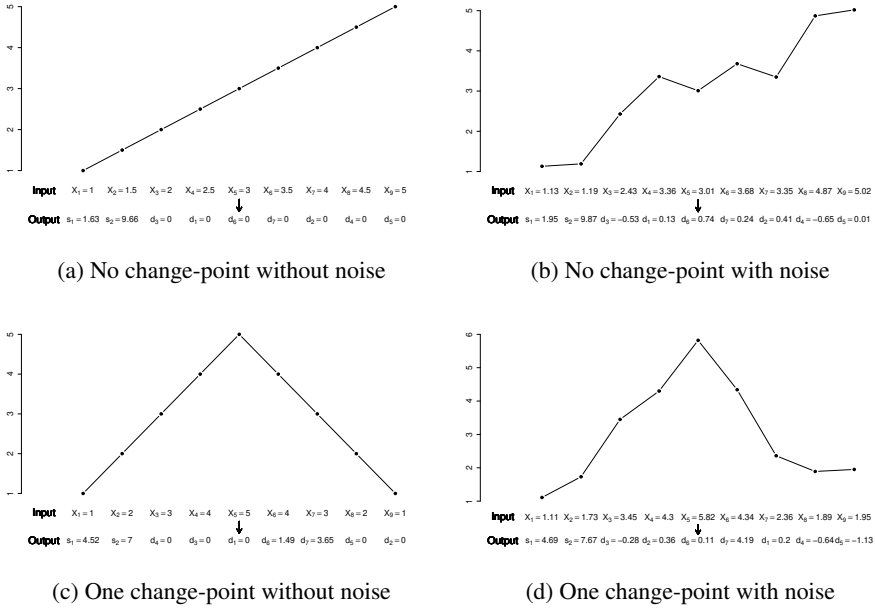 1 2 3 4 5
Input X₁ = 1 X₂ = 1.5 X₃ = 2 X₄ = 2.5 X₅ = 3 X₆ = 3.5 X₇ = 4 X₈ = 4.5 X₉ = 5
Output s₁ = 1.63 s₂ = 9.66 d₃ = 0 d₁ = 0 d₆ = 0 d₇ = 0 d₂ = 0 d₄ = 0 d₅ = 0
(a) No change-point without noise
1 2 3 4 5
Input X₁ = 1.13 X₂ = 1.19 X₃ = 2.43 X₄ = 3.36 X₅ = 3.01 X₆ = 3.68 X₇ = 3.35 X₈ = 4.87 X₉ = 5.02
Output s₁ = 1.95 s₂ = 9.87 d₃ = −0.53 d₁ = 0.13 d₆ = 0.74 d₇ = 0.24 d₂ = 0.41 d₄ = −0.65 d₅ = 0.01
(b) No change-point with noise
1 2 3 4 5
Input X₁ = 1 X₂ = 2 X₃ = 3 X₄ = 4 X₅ = 5 X₆ = 4 X₇ = 3 X₈ = 2 X₉ = 1
Output s₁ = 4.52 s₂ = 7 d₄ = 0 d₃ = 0 d₁ = 0 d₆ = 1.49 d₇ = 3.65 d₅ = 0 d₂ = 0
(c) One change-point without noise
1 2 3 4 5 6
Input X₁ = 1.11 X₂ = 1.73 X₃ = 3.45 X₄ = 4.3 X₅ = 5.82 X₆ = 4.34 X₇ = 2.36 X₈ = 1.89 X₉ = 1.95
Output s₁ = 4.69 s₂ = 7.67 d₃ = −0.28 d₂ = 0.36 d₆ = 0.11 d₇ = 4.19 d₁ = 0.2 d₄ = −0.64 d₅ = −1.13
(d) One change-point with noise